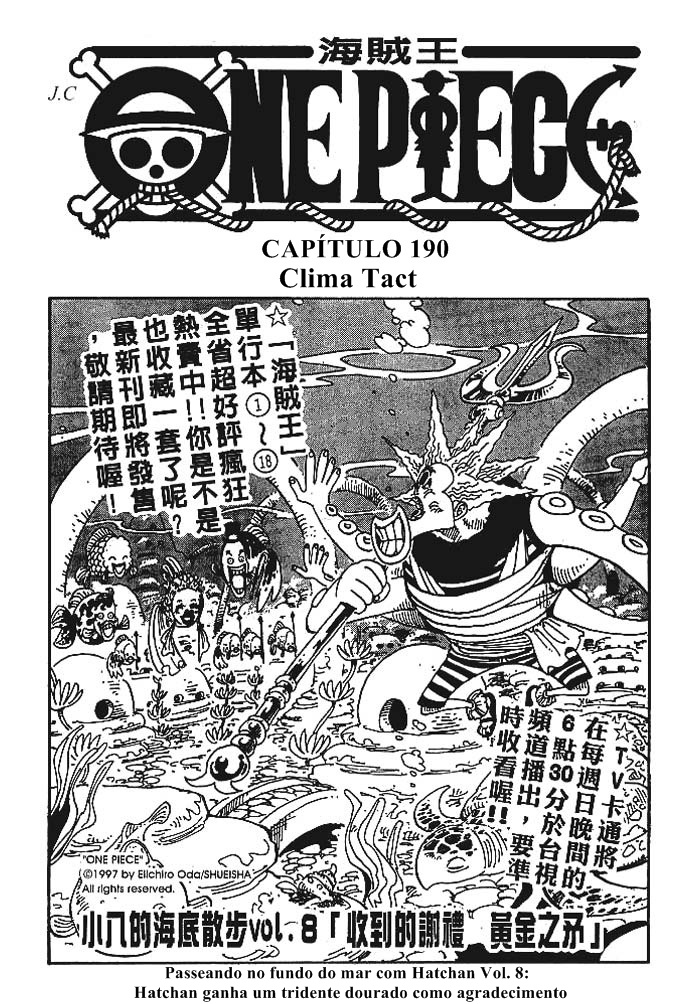 海賊王
J.C
ONE PIECE
CAPÍTULO 190
Clima Tact
☆「海賊王」
單行本①~⑱
全省超好評瘋狂
熱賣中!!你是不是
也收藏一套了呢?
最新刊即將發售
,敬請期待喔!
☆TV卡通將
在每週日晚間的
6點30分於台視
頻道播出,要準
時收看喔!!
"ONE PIECE"
©1997 by Eiichiro Oda/SHUEISHA
All rights reserved.
小八的海底散步vol.8「收到的謝禮 黃金之矛」
Passeando no fundo do mar com Hatchan Vol. 8:
Hatchan ganha um tridente dourado como agradecimento